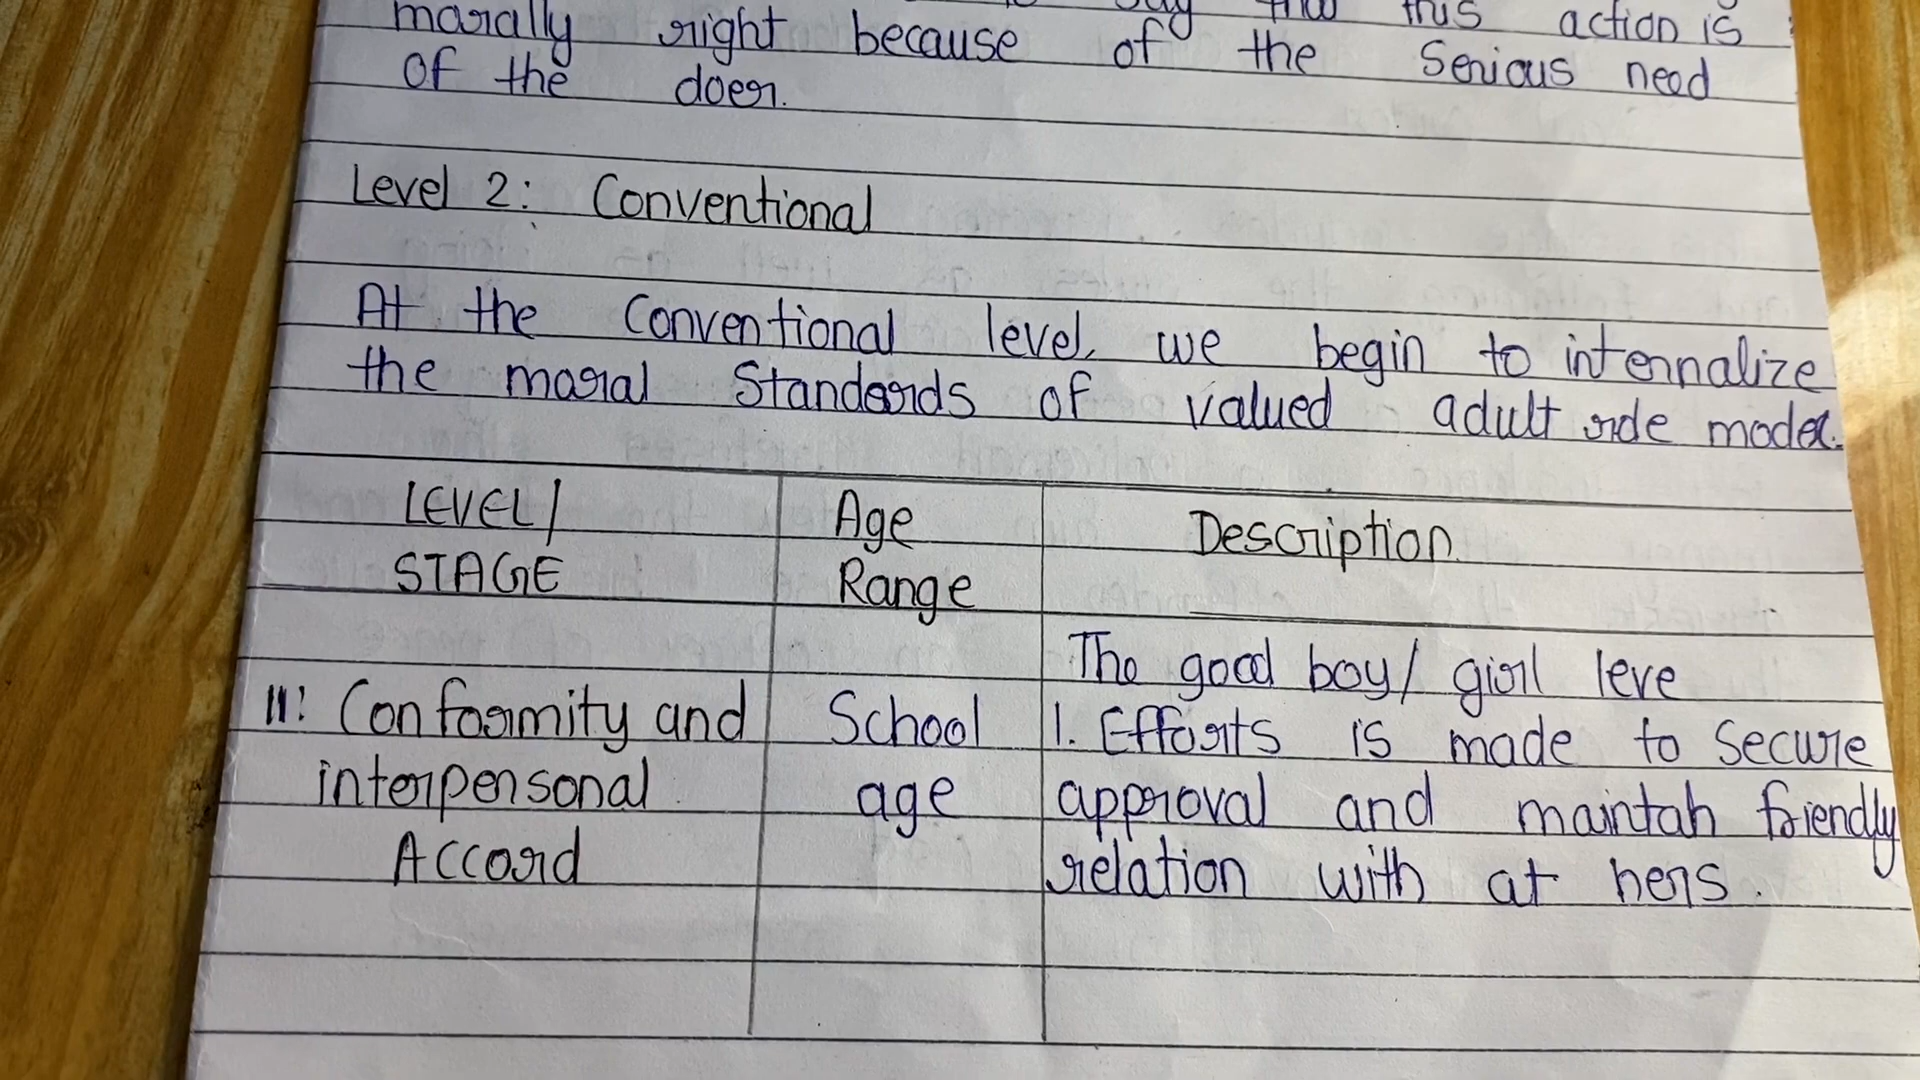 thus action is
morally right because of the Serious need
of the doer.
Level 2: Conventional
At the Conventional level, we begin to internalize
the moral Standards of valued adult role model.
LEVEL/ Age Description
STAGE Range
The good boy/ girl leve
III: Conformity and School 1. Efforts is made to Secure
interpersonal age approval and maintah friendly
Accord relation with at hers.